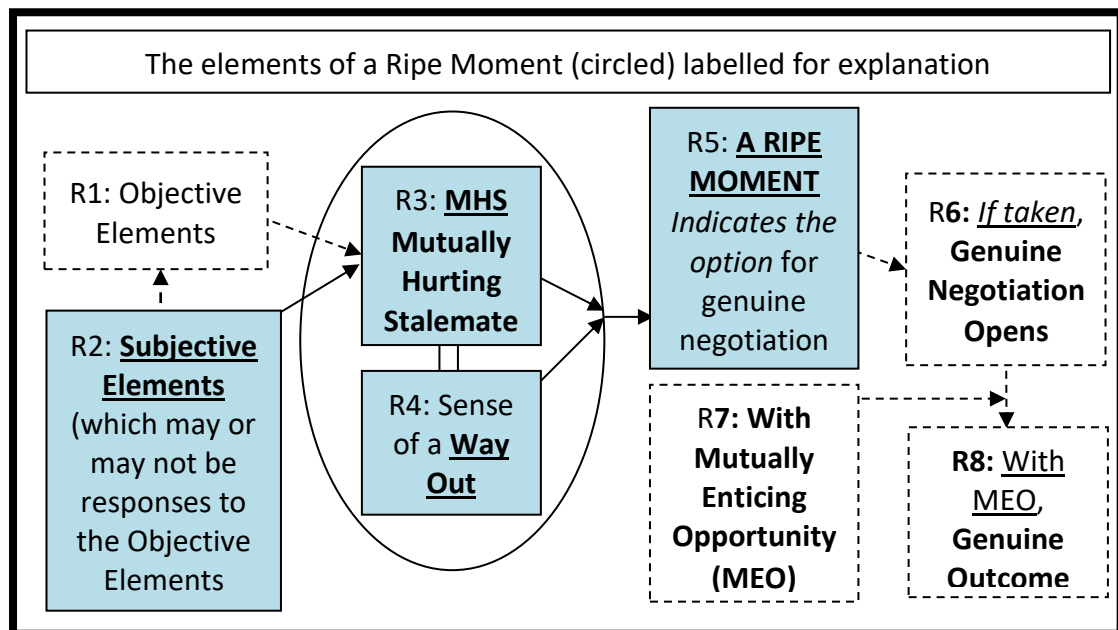 The elements of a Ripe Moment (circled) labelled for explanation
R1: Objective
Elements
R2: Subjective
Elements
(which may or
may not be
responses to
the Objective
Elements
R3: MHS
Mutually
Hurting
Stalemate
R4: Sense
of a Way
Out
R5: A RIPE
MOMENT
Indicates the
option for
genuine
negotiation
R6: If taken,
Genuine
Negotiation
Opens
R7: With
Mutually
Enticing
Opportunity
(MEO)
R8: With
MEO,
Genuine
Outcome